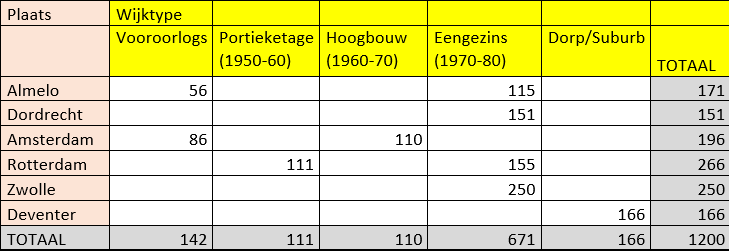 Plaats Wijktype
Vooroorlogs Portieketage Hoogbouw Eengezins Dorp/Suburb
(1950-60) (1960-70) (1970-80) TOTAAL
Almelo 56 115 171
Dordrecht 151 151
Amsterdam 86 110 196
Rotterdam 111 155 266
Zwolle 250 250
Deventer 166 166
TOTAAL 142 111 110 671 166 1200